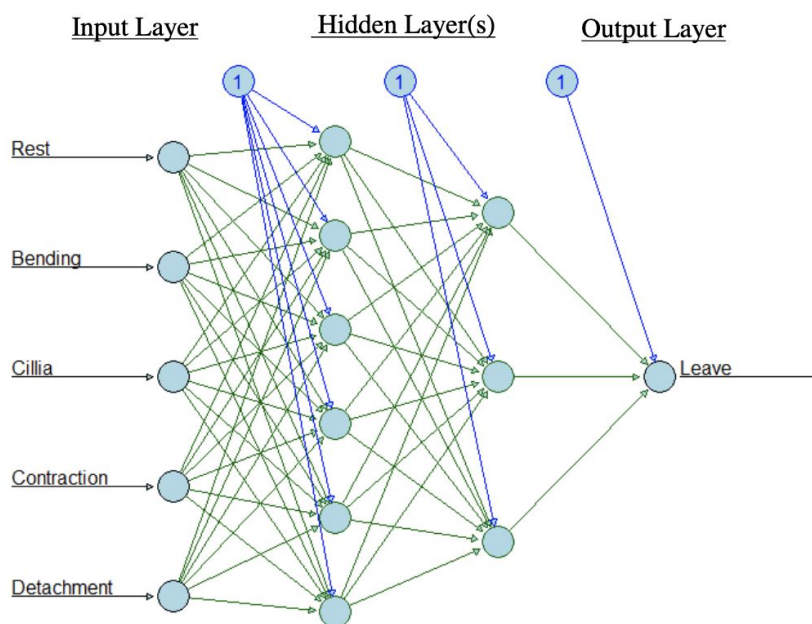 Input Layer
Hidden Layer(s)
Output Layer
1
1
1
Rest
Bending
Cillia
Contraction
Detachment
Leave